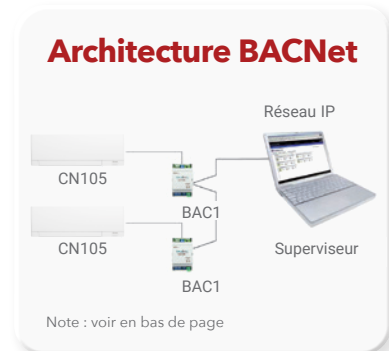 Architecture BACNet
Réseau IP
CN105
BAC1
CN105
Superviseur
BAC1
Note : voir en bas de page